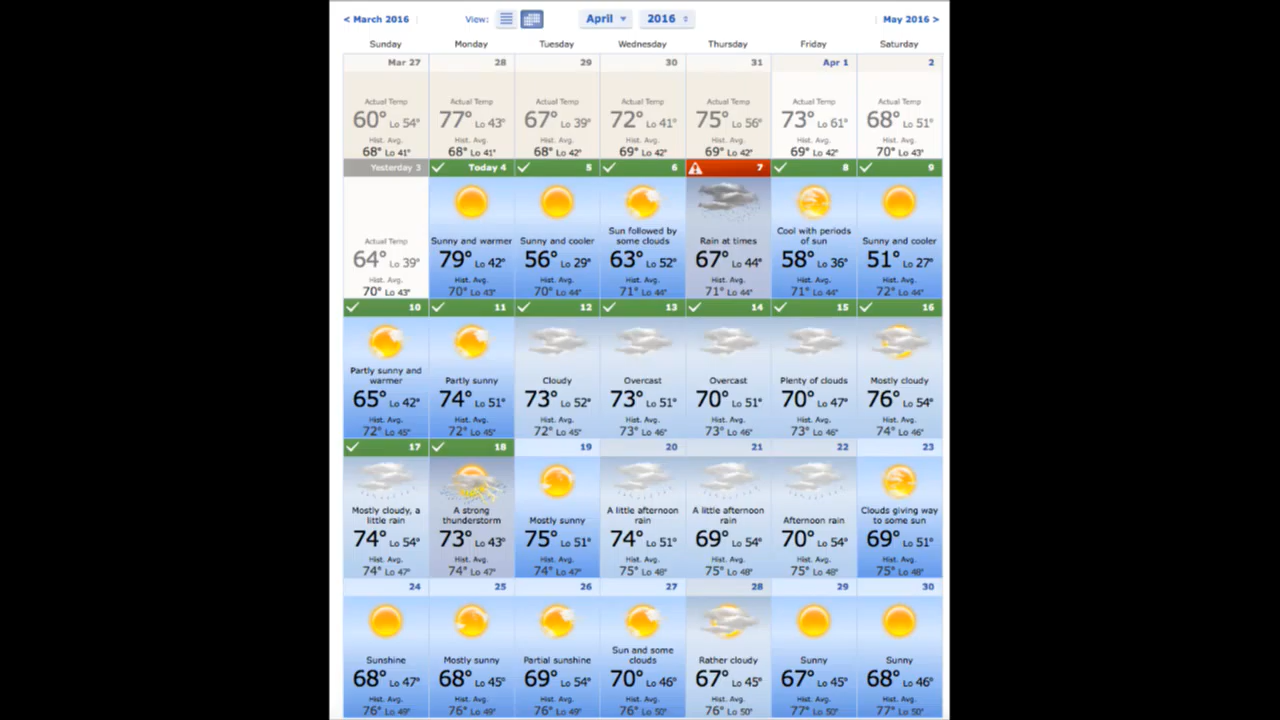 < March 2016 View: April 2016 May 2016 >
Sunday Monday Tuesday Wednesday Thursday Friday Saturday
Mar 27 28 29 30 31 Apr 1 2
Actual Temp Actual Temp Actual Temp Actual Temp Actual Temp Actual Temp Actual Temp
60° Lo 54° 77° Lo 43° 67° Lo 39° 72° Lo 41° 75° Lo 56° 73° Lo 61° 68° Lo 51°
Hist. Avg. Hist. Avg. Hist. Avg. Hist. Avg. Hist. Avg. Hist. Avg. Hist. Avg.
68° Lo 41° 68° Lo 41° 68° Lo 42° 69° Lo 42° 69° Lo 42° 69° Lo 42° 70° Lo 43°
Yesterday 3 Today 4 5 6 7 8 9
Sun followed by Cool with periods
Actual Temp Sunny and warmer Sunny and cooler some clouds Rain at times of sun Sunny and cooler
64° Lo 39° 79° Lo 42° 56° Lo 29° 63° Lo 52° 67° Lo 44° 58° Lo 36° 51° Lo 27°
Hist. Avg. Hist. Avg. Hist. Avg. Hist. Avg. Hist. Avg. Hist. Avg. Hist. Avg.
70° Lo 43° 70° Lo 43° 70° Lo 44° 71° Lo 44° 71° Lo 44° 71° Lo 44° 72° Lo 44°
10 11 12 13 14 15 16
Partly sunny and
warmer Partly sunny Cloudy Overcast Overcast Plenty of clouds Mostly cloudy
65° Lo 42° 74° Lo 51° 73° Lo 52° 73° Lo 51° 70° Lo 51° 70° Lo 47° 76° Lo 54°
Hist. Avg. Hist. Avg. Hist. Avg. Hist. Avg. Hist. Avg. Hist. Avg. Hist. Avg.
72° Lo 45° 72° Lo 45° 72° Lo 45° 73° Lo 46° 73° Lo 46° 73° Lo 46° 74° Lo 46°
17 18 19 20 21 22 23
Mostly cloudy, a A strong A little afternoon A little afternoon Clouds giving way
little rain thunderstorm Mostly sunny rain rain Afternoon rain to some sun
74° Lo 54° 73° Lo 43° 75° Lo 51° 74° Lo 51° 69° Lo 54° 70° Lo 54° 69° Lo 51°
Hist. Avg. Hist. Avg. Hist. Avg. Hist. Avg. Hist. Avg. Hist. Avg. Hist. Avg.
74° Lo 47° 74° Lo 47° 74° Lo 47° 75° Lo 48° 75° Lo 48° 75° Lo 48° 75° Lo 48°
24 25 26 27 28 29 30
Sun and some
Sunshine Mostly sunny Partial sunshine clouds Rather cloudy Sunny Sunny
68° Lo 47° 68° Lo 45° 69° Lo 54° 70° Lo 46° 67° Lo 45° 67° Lo 45° 68° Lo 46°
Hist. Avg. Hist. Avg. Hist. Avg. Hist. Avg. Hist. Avg. Hist. Avg. Hist. Avg.
76° Lo 49° 76° Lo 49° 76° Lo 49° 76° Lo 50° 76° Lo 50° 77° Lo 50° 77° Lo 50°